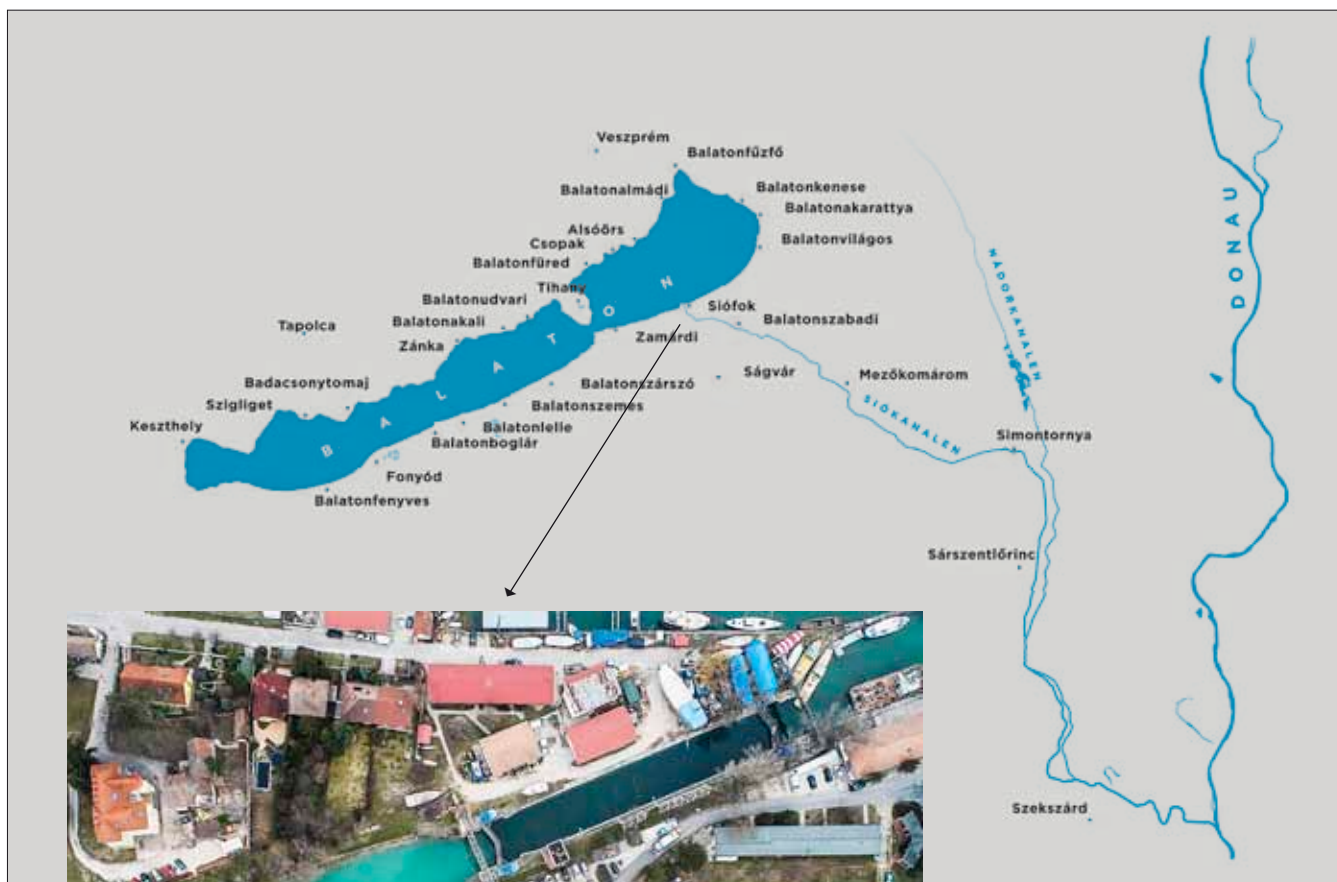 Veszprém
Balatonfűzfő
Balatonalmádi
Balatonkenese
Balatonakarattya
Alsóörs
Csopak
Balatonvilágos
Balatonfüred
Tihany
Balatonudvari
Siófok
Balatonakali
Balatonszabadi
Tapolca
Zánka
Zamárdi
Ságvár
Mezőkomárom
Badacsonytomaj
Balatonszárszó
Szigliget
Balatonszemes
Keszthely
Balatonlelle
Balatonboglár
Fonyód
Balatonfenyves
BALATON
SIÓKANALEN
NÁDORKANALEN
DONAU
Simontornya
Sárszentlőrinc
Szekszárd